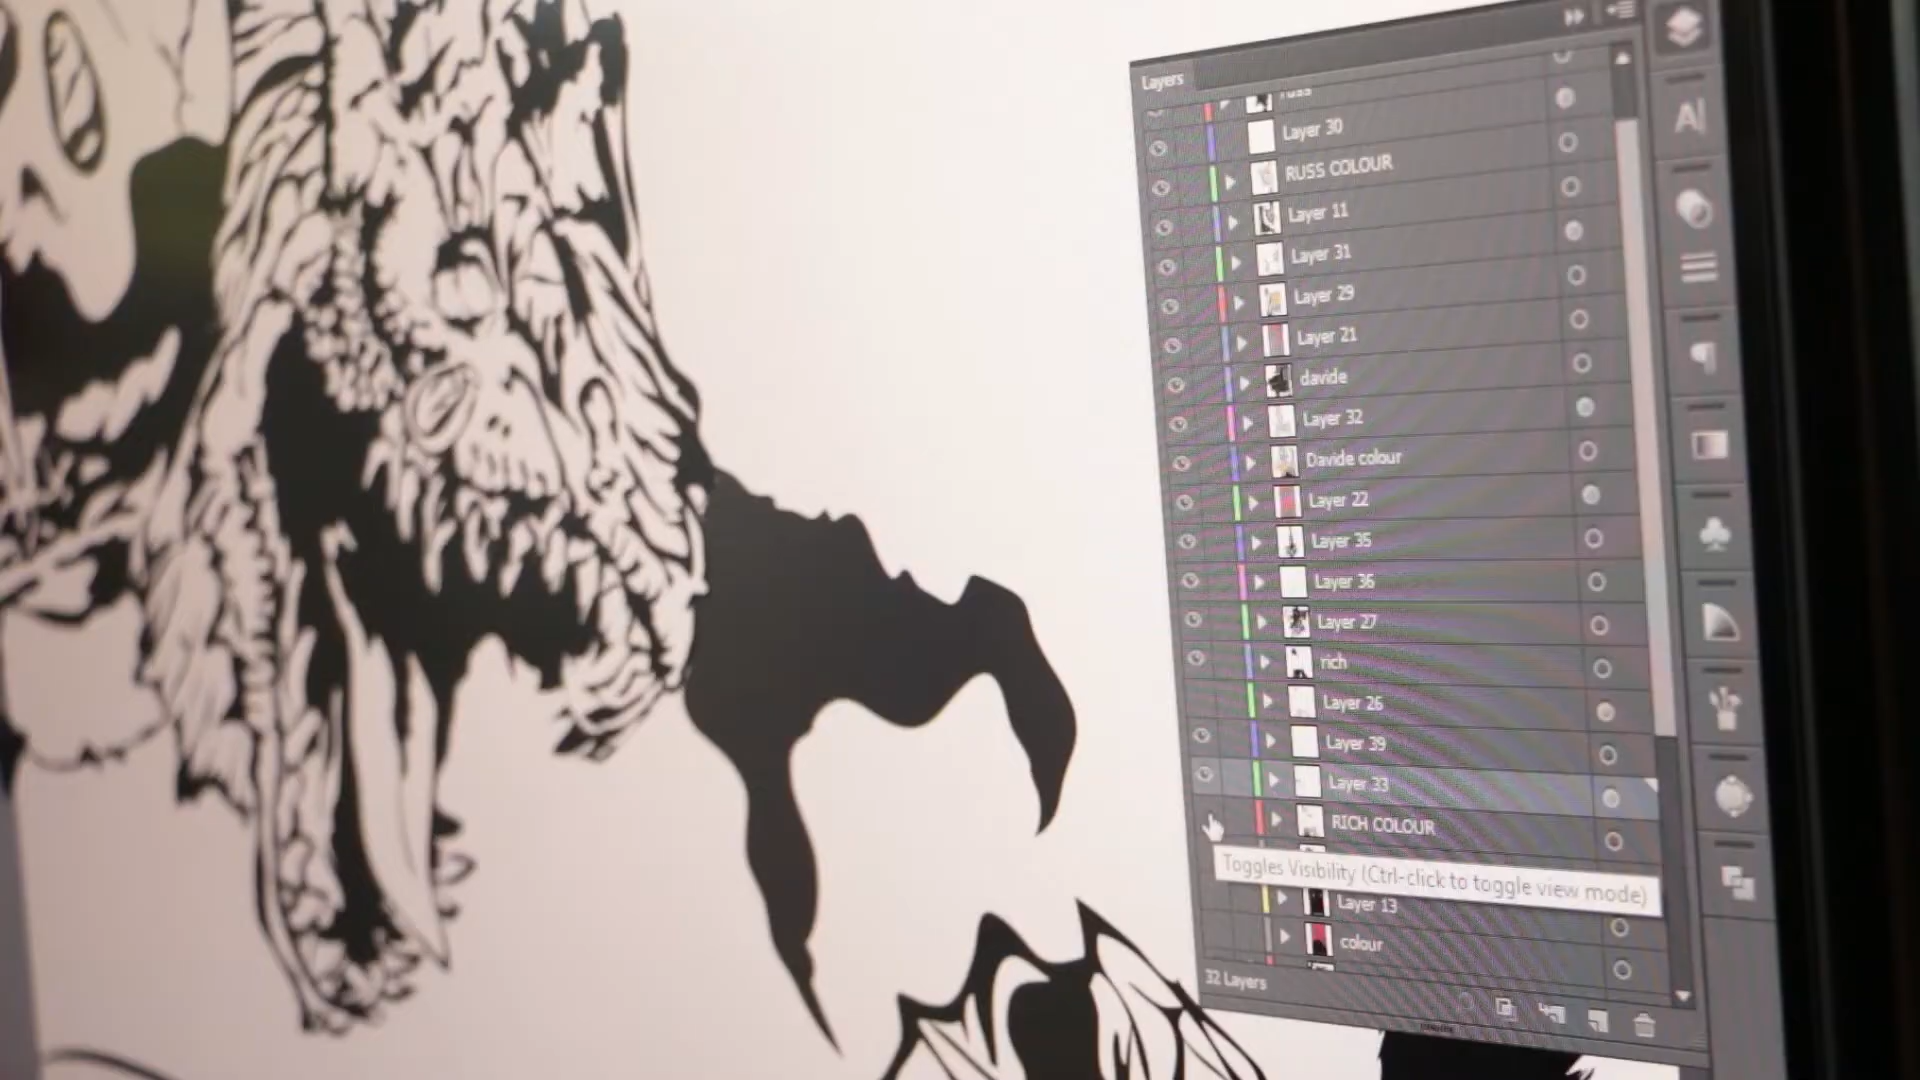 Layers
russ
Layer 30
RUSS COLOUR
Layer 11
Layer 31
Layer 29
Layer 21
davide
Layer 32
Davide colour
Layer 22
Layer 35
Layer 36
Layer 27
rich
Layer 26
Layer 39
Layer 33
RICH COLOUR
Toggles Visibility (Ctrl-click to toggle view mode)
Layer 13
colour
32 Layers